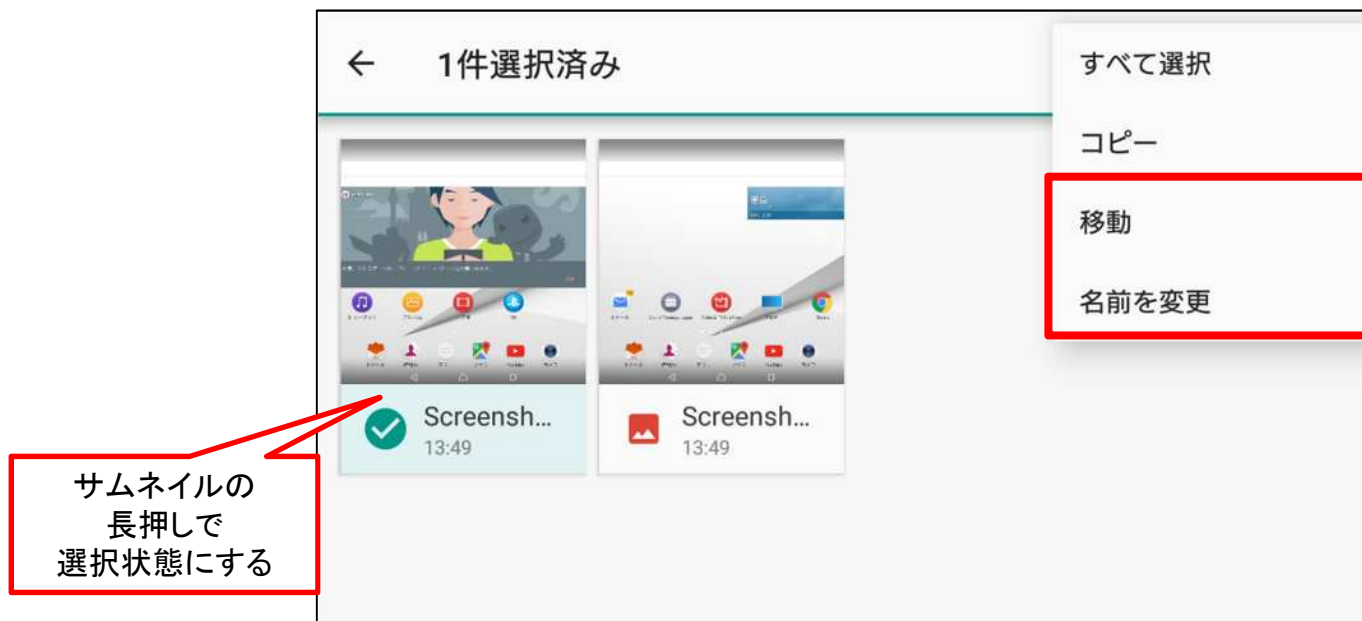 1件選択済み
すべて選択
コピー
移動
名前を変更
Screensh...
13:49
Screensh...
13:49
サムネイルの
長押しで
選択状態にする